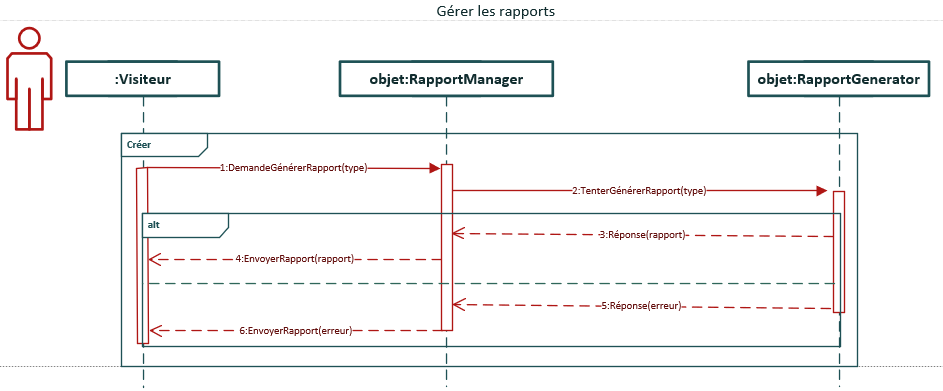 Gérer les rapports
:Visiteur
objet:RapportManager
objet:RapportGenerator
Créer
1:DemandeGénérerRapport(type)
2:TenterGénérerRapport(type)
alt
3:Réponse(rapport)
4:EnvoyerRapport(rapport)
5:Réponse(erreur)
6:EnvoyerRapport(erreur)